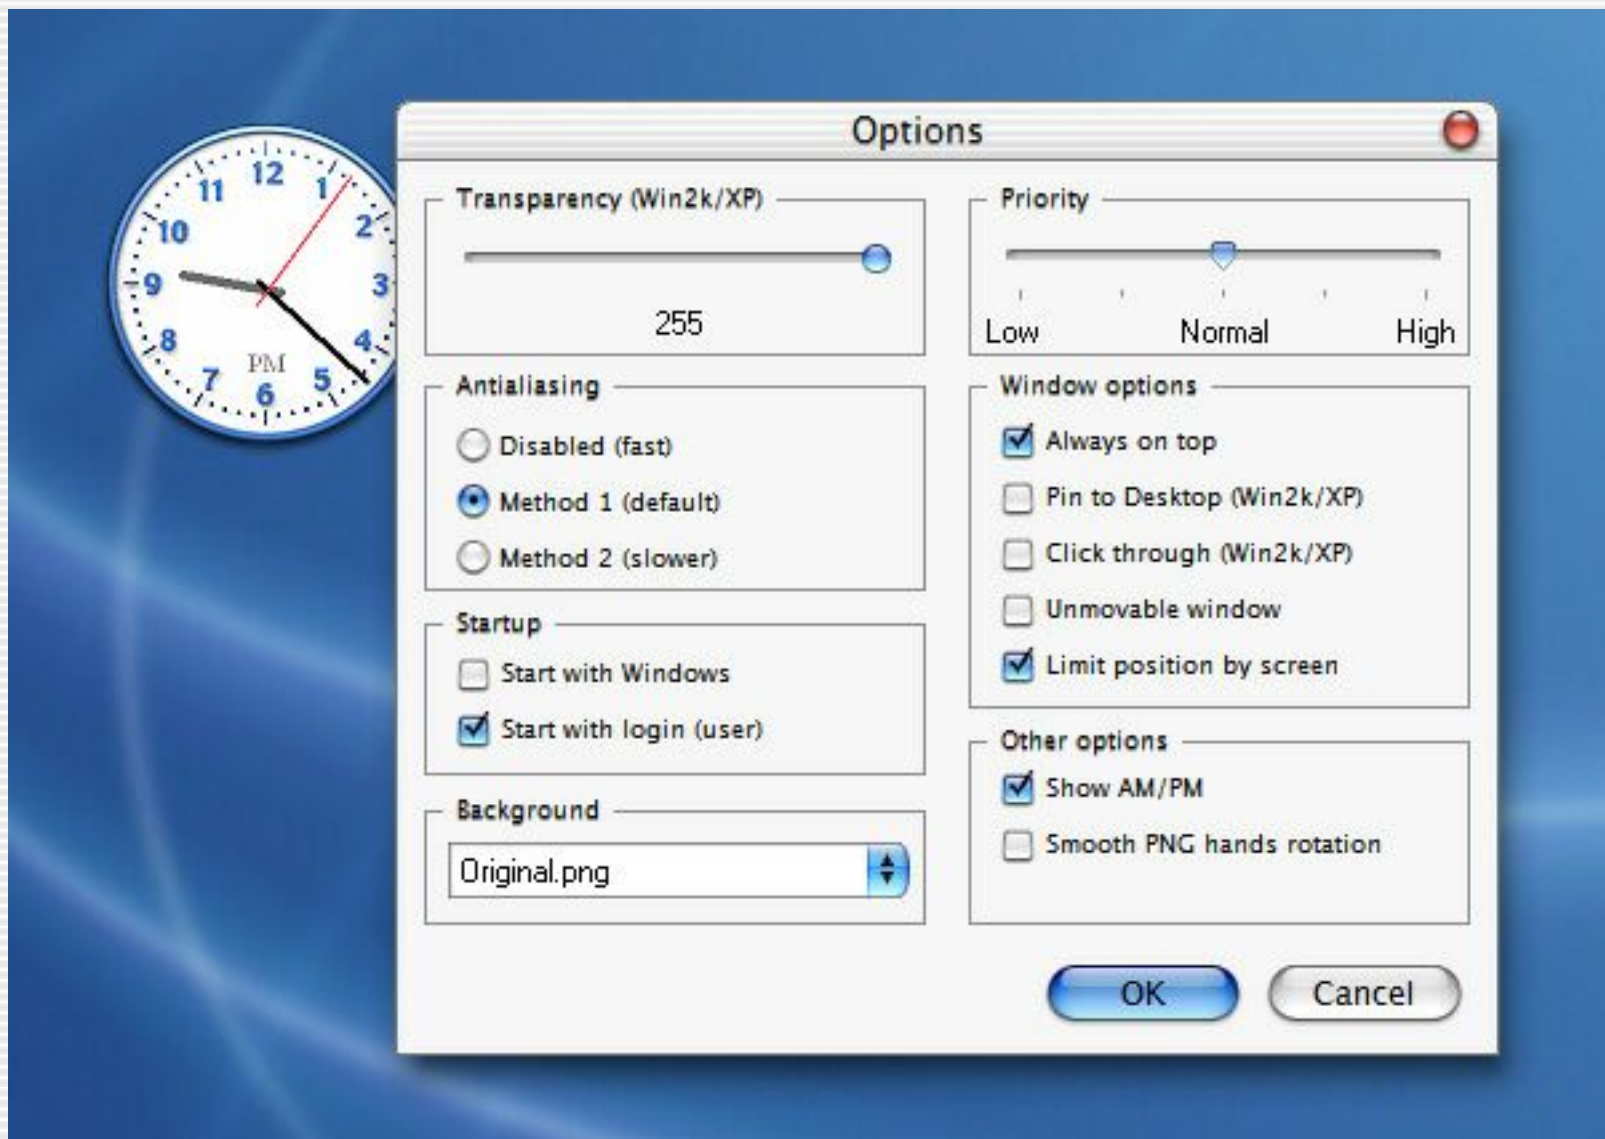 Options
Transparency (Win2k/XP)
255
Priority
Low Normal High
Antialiasing
Disabled (fast)
Method 1 (default)
Method 2 (slower)
Window options
Always on top
Pin to Desktop (Win2k/XP)
Click through (Win2k/XP)
Unmovable window
Limit position by screen
Startup
Start with Windows
Start with login (user)
Other options
Show AM/PM
Smooth PNG hands rotation
Background
Original.png
OK Cancel
12
1
2
3
4
5
6
7
8
9
10
11
PM